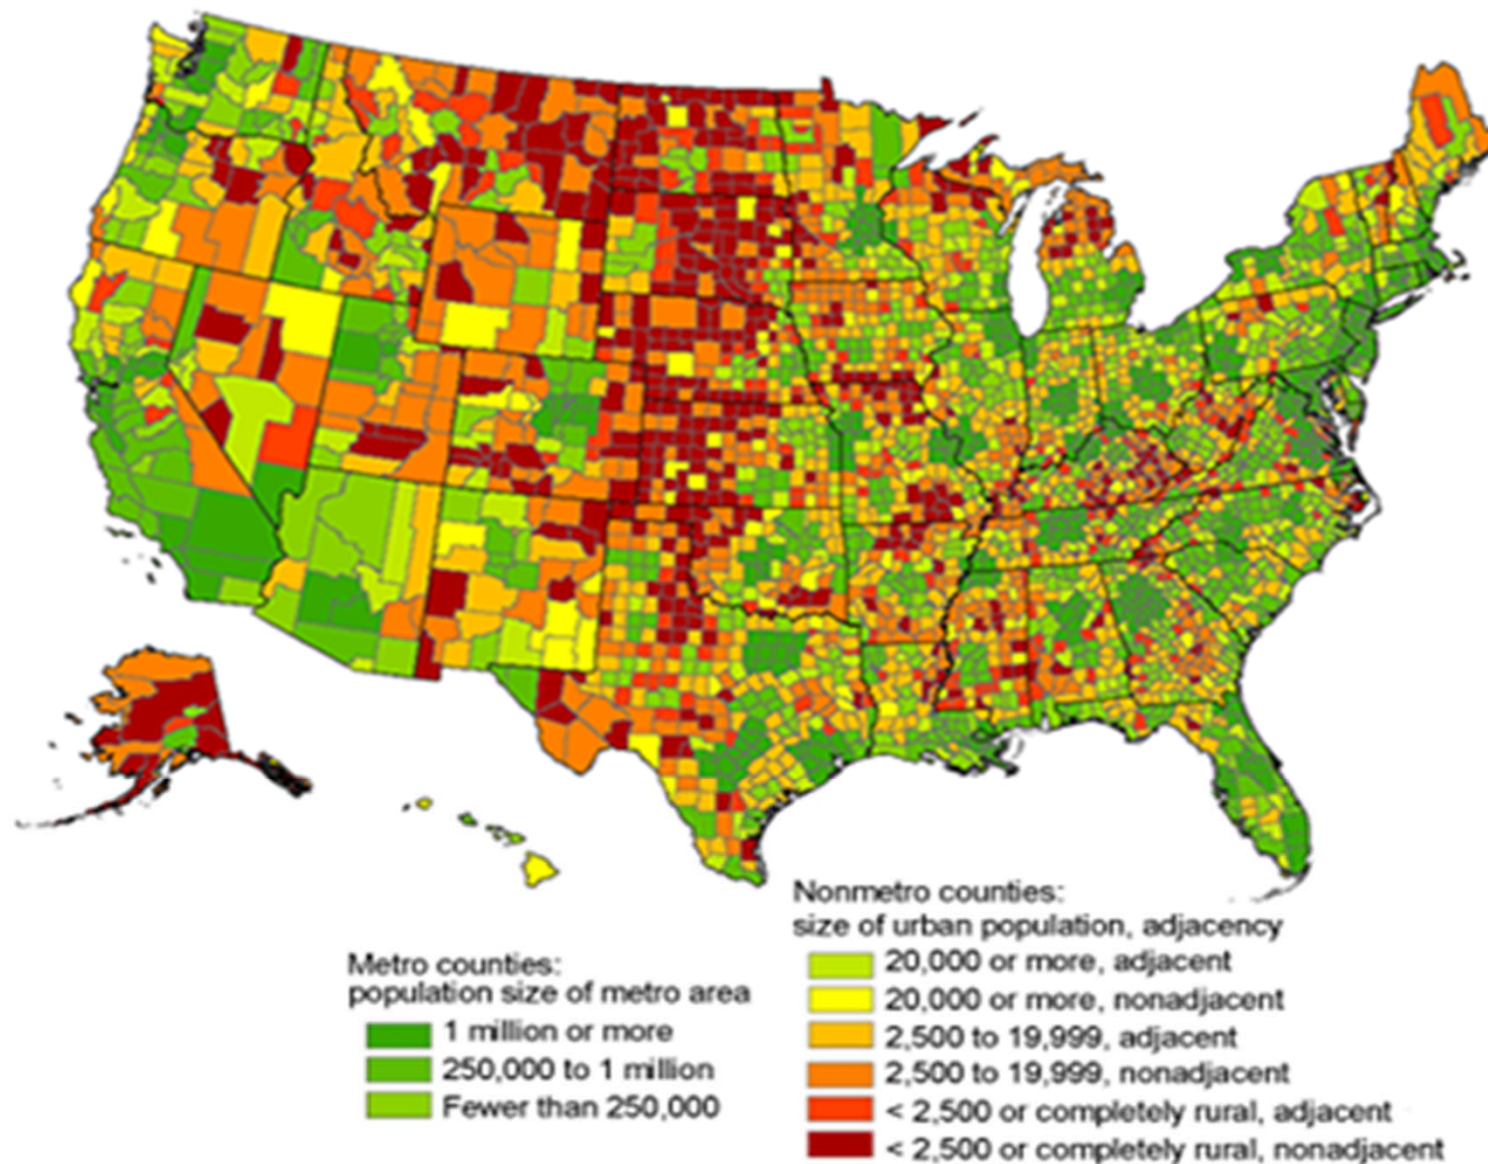 Metro counties:
population size of metro area
1 million or more
250,000 to 1 million
Fewer than 250,000
Nonmetro counties:
size of urban population, adjacency
20,000 or more, adjacent
20,000 or more, nonadjacent
2,500 to 19,999, adjacent
2,500 to 19,999, nonadjacent
< 2,500 or completely rural, adjacent
< 2,500 or completely rural, nonadjacent